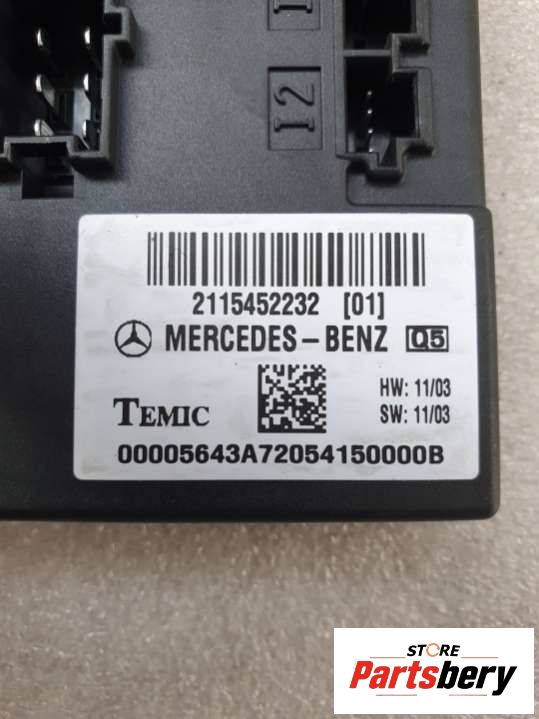 I2
2115452232 [01]
MERCEDES-BENZ Q5
HW: 11/03
TEMIC
SW: 11/03
00005643A72054150000B
STORE
Partsbery